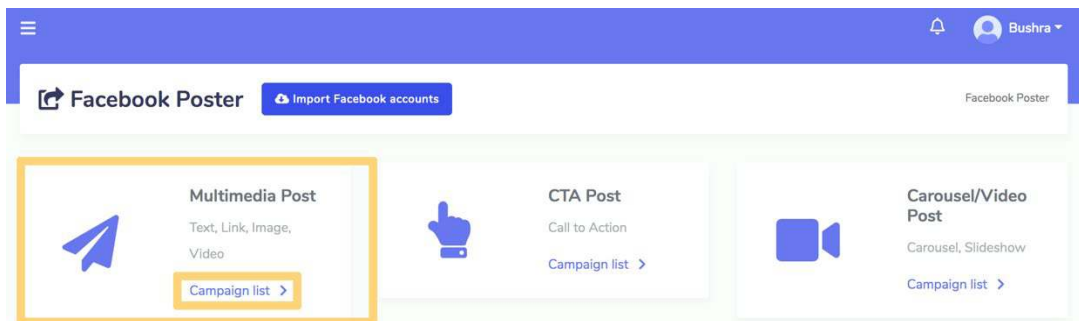 Bushra
Facebook Poster
Import Facebook accounts
Facebook Poster
Multimedia Post
Text, Link, Image,
Video
Campaign list
CTA Post
Call to Action
Campaign list
Carousel/Video
Post
Carousel, Slideshow
Campaign list